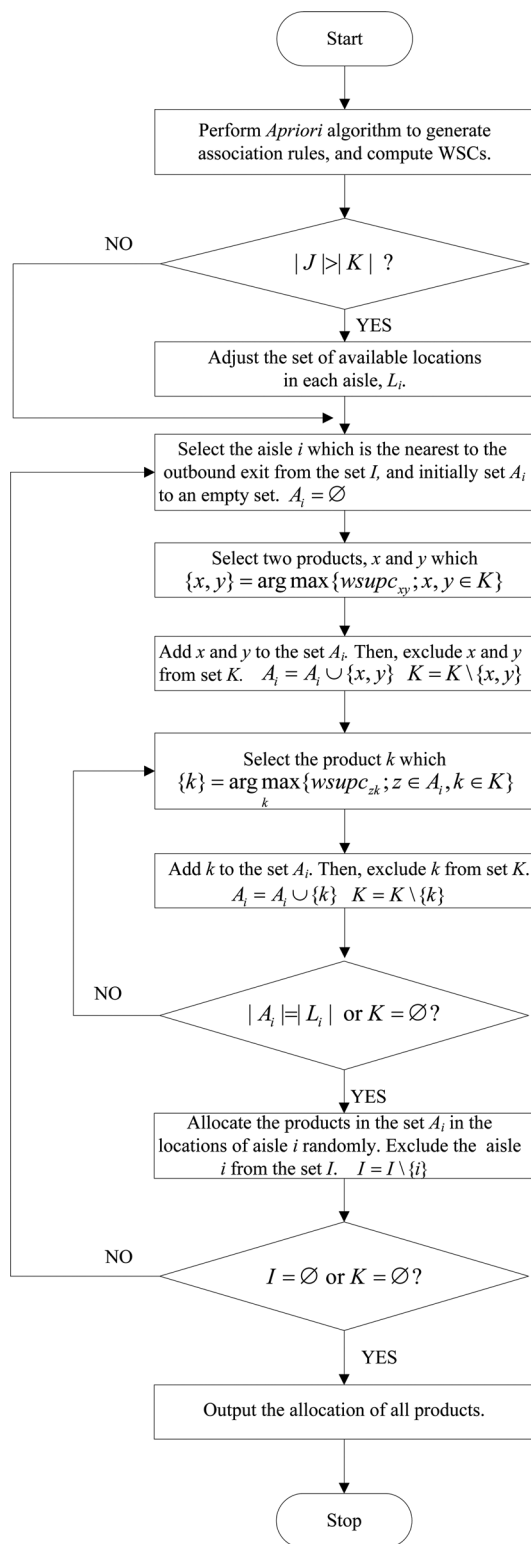 Start
Perform Apriori algorithm to generate
association rules, and compute WSCs.
NO
| J |>| K | ?
YES
Adjust the set of available locations
in each aisle, Lᵢ.
Select the aisle i which is the nearest to the
outbound exit from the set I, and initially set Aᵢ
to an empty set. Aᵢ = ∅
Select two products, x and y which
{x, y} = arg max{wsupc_xy; x, y ∈ K}
Add x and y to the set Aᵢ. Then, exclude x and y
from set K. Aᵢ = Aᵢ ∪ {x, y} K = K \ {x, y}
Select the product k which
{k} = arg max{wsupc_zk; z ∈ Aᵢ, k ∈ K}
k
Add k to the set Aᵢ. Then, exclude k from set K.
Aᵢ = Aᵢ ∪ {k} K = K \ {k}
NO
| Aᵢ |=| Lᵢ | or K = ∅?
YES
Allocate the products in the set Aᵢ in the
locations of aisle i randomly. Exclude the aisle
i from the set I. I = I \ {i}
NO
I = ∅ or K = ∅?
YES
Output the allocation of all products.
Stop